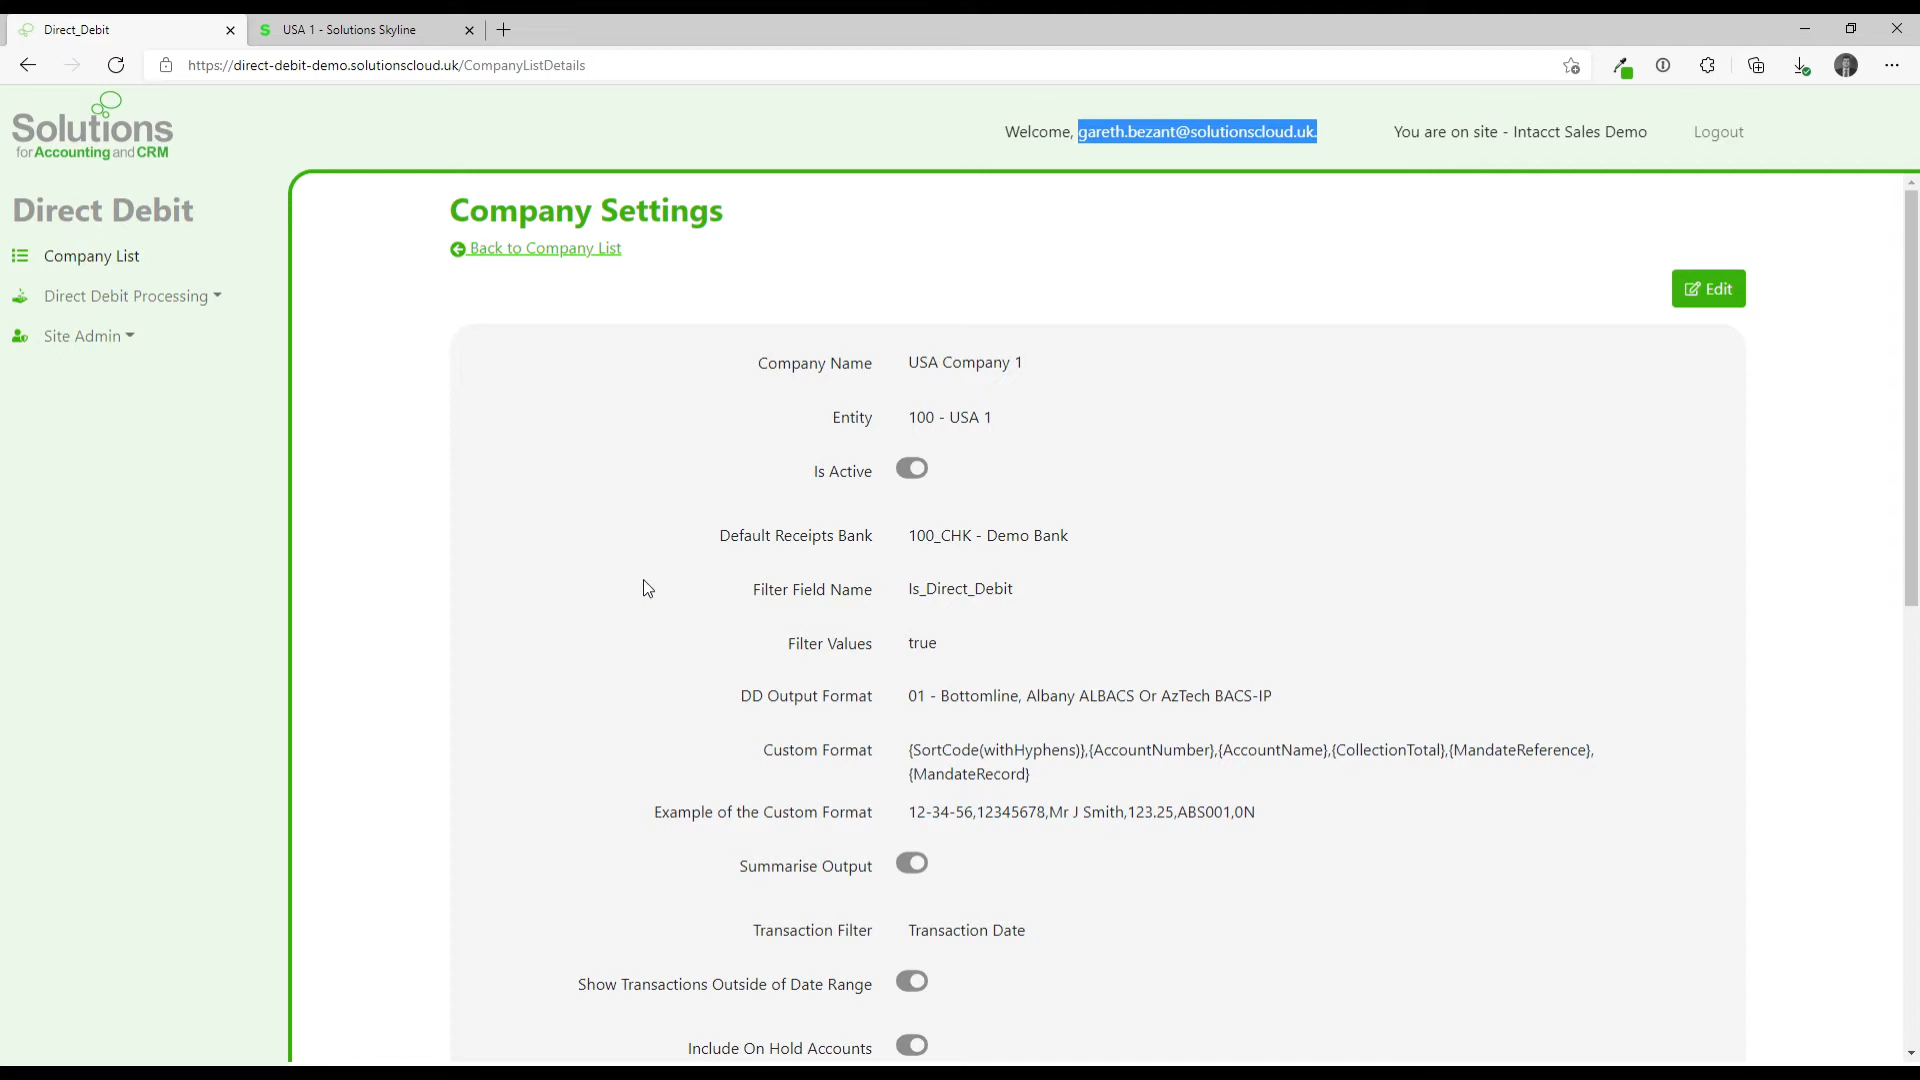 Direct_Debit
S USA 1 - Solutions Skyline
https://direct-debit-demo.solutionscloud.uk/CompanyListDetails
Solutions
for Accounting and CRM
Welcome, gareth.bezant@solutionscloud.uk.
You are on site - Intacct Sales Demo
Logout
Direct Debit
Company List
Direct Debit Processing
Site Admin
Company Settings
Back to Company List
Edit
Company Name USA Company 1
Entity 100 - USA 1
Is Active
Default Receipts Bank 100_CHK - Demo Bank
Filter Field Name Is_Direct_Debit
Filter Values true
DD Output Format 01 - Bottomline, Albany ALBACS Or AzTech BACS-IP
Custom Format {SortCode(withHyphens)},{AccountNumber},{AccountName},{CollectionTotal},{MandateReference},
{MandateRecord}
Example of the Custom Format 12-34-56,12345678,Mr J Smith,123.25,ABS001,0N
Summarise Output
Transaction Filter Transaction Date
Show Transactions Outside of Date Range
Include On Hold Accounts